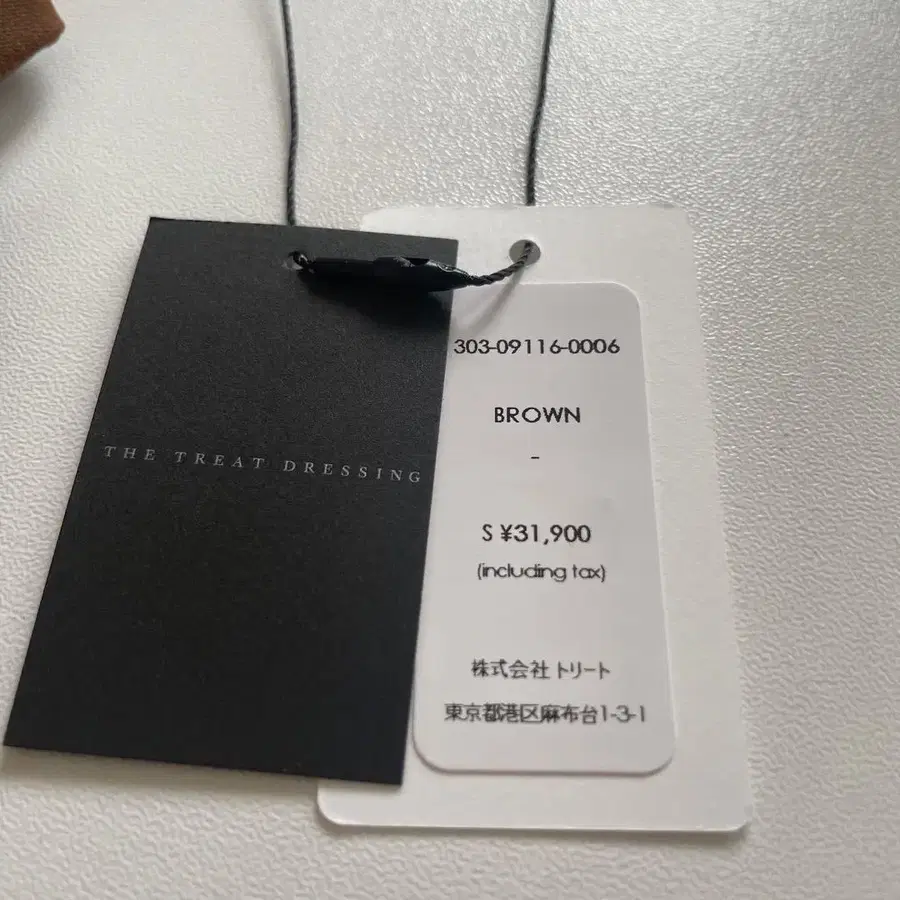 THE TREAT DRESSING
303-09116-0006
BROWN
-
S ¥31,900
(including tax)
株式会社 トリート
東京都港区麻布台1-3-1